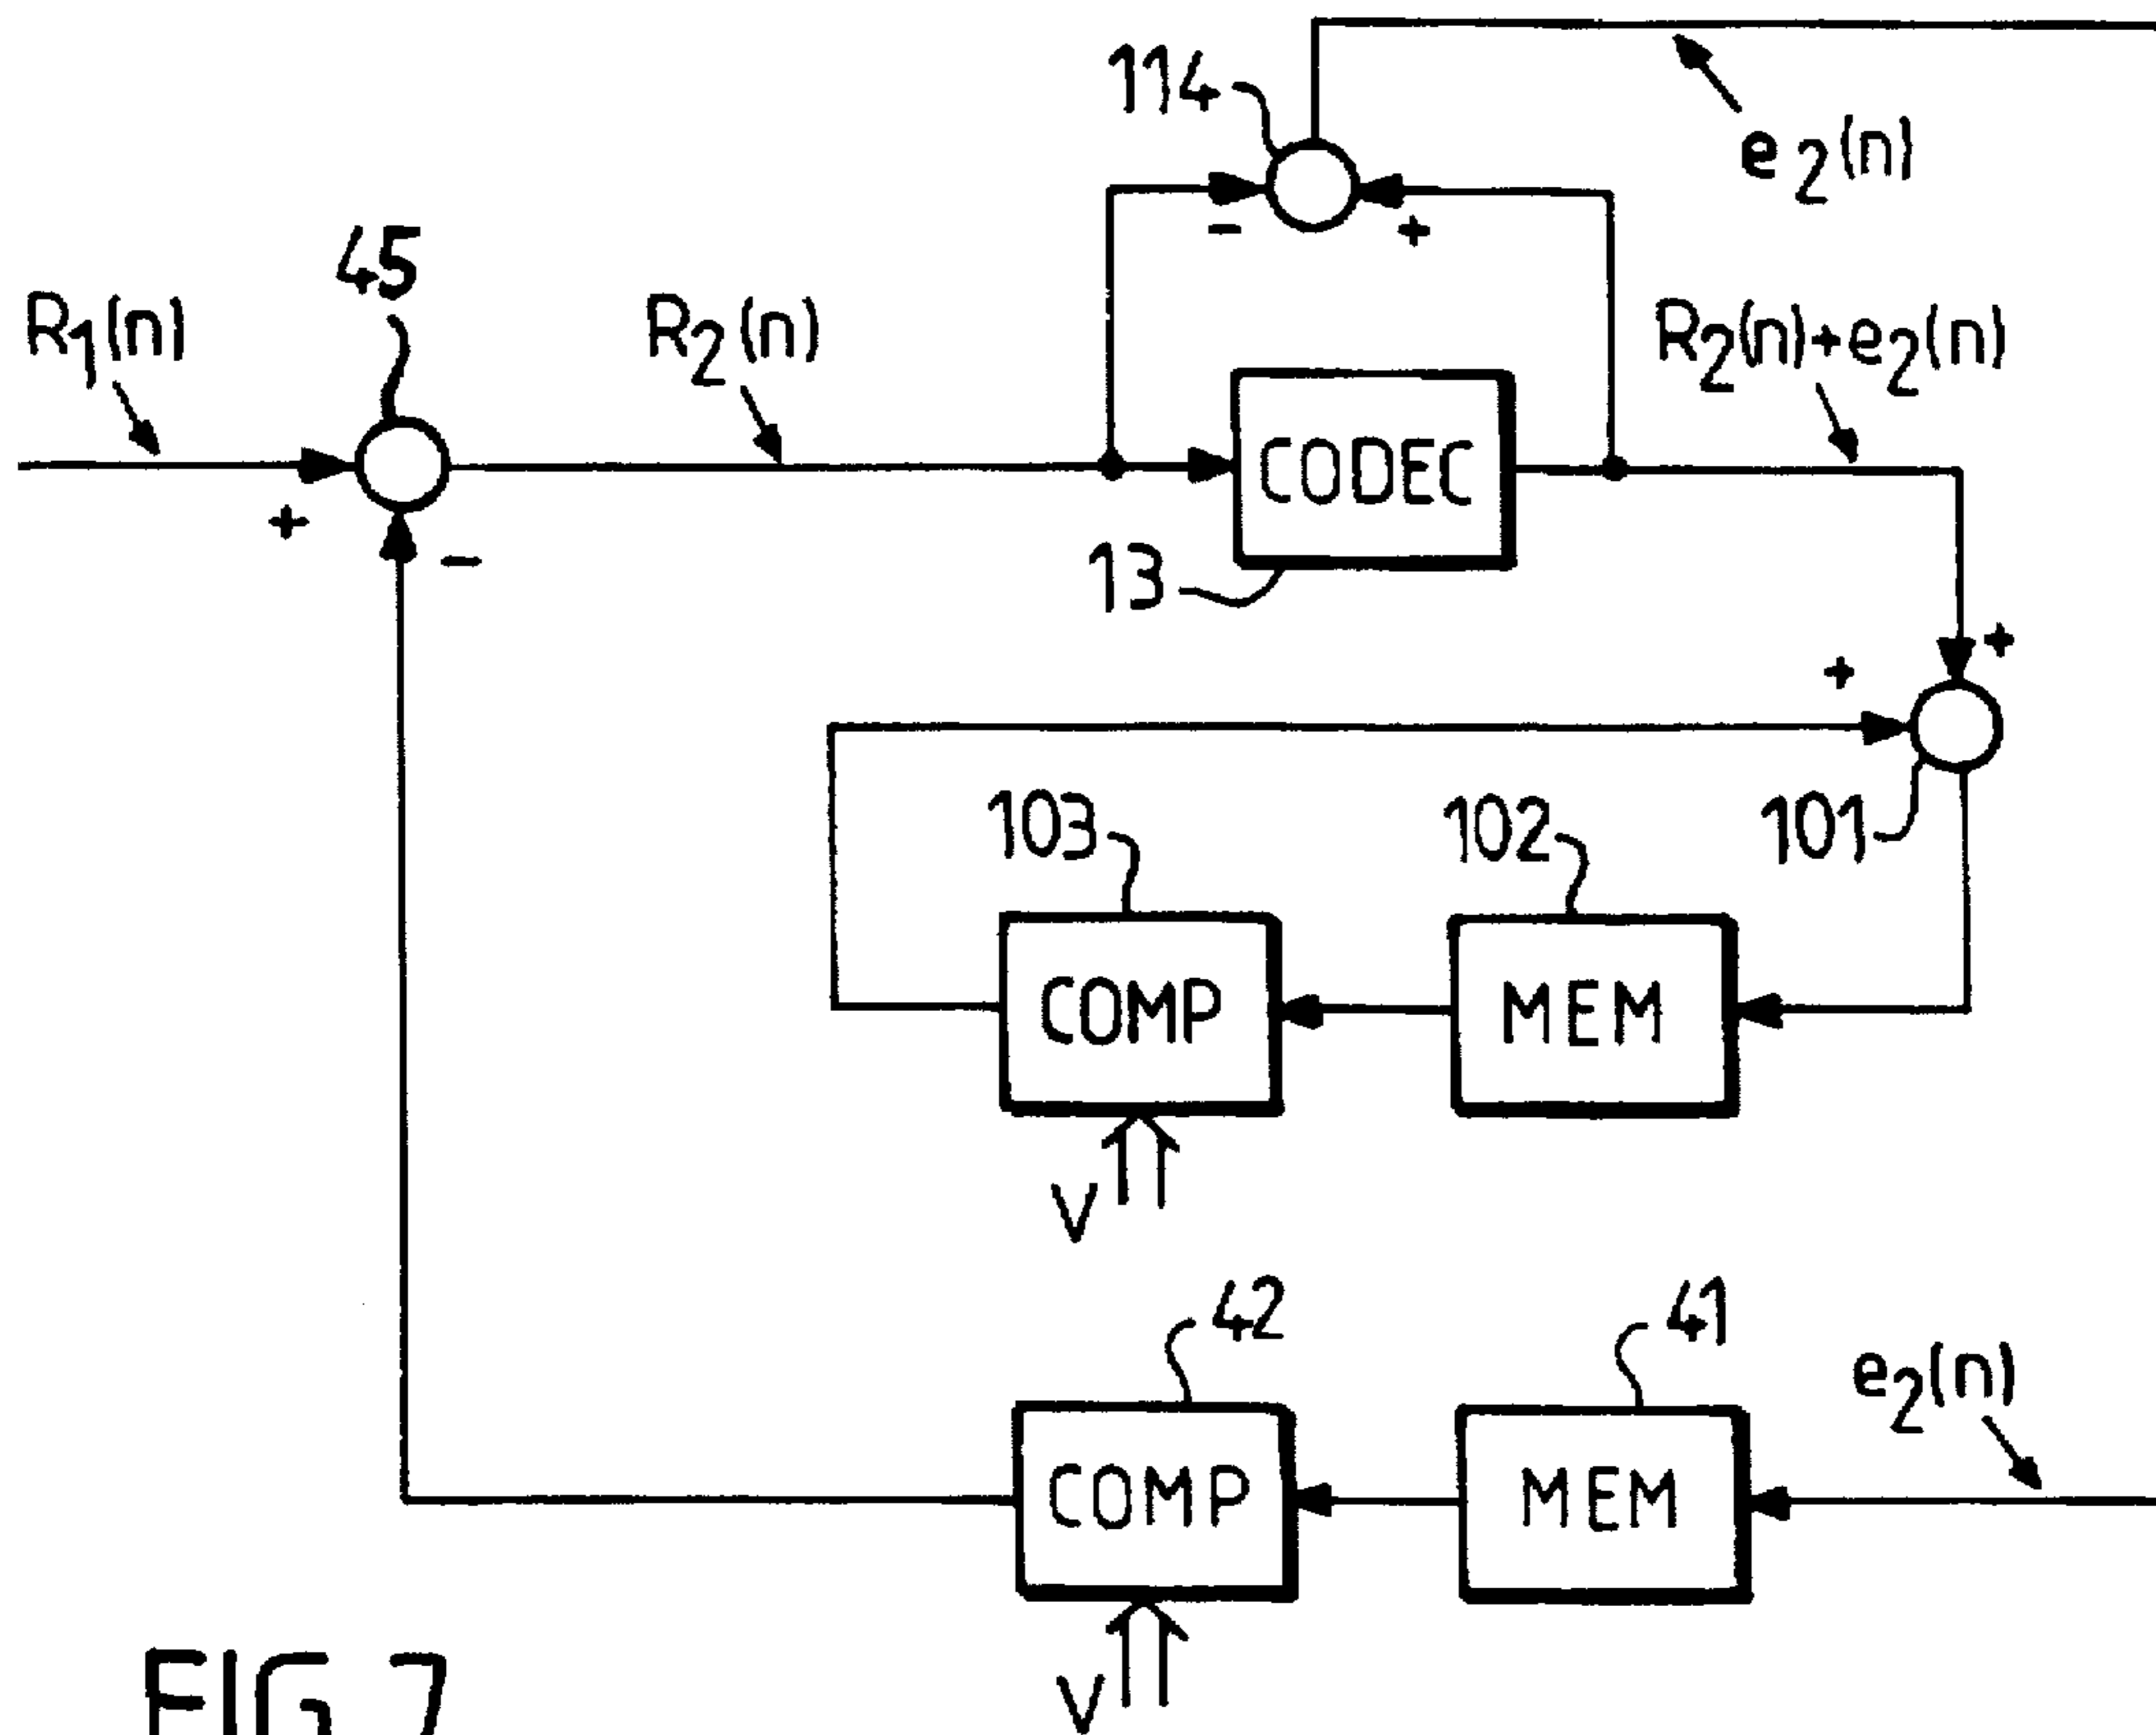 114
e2(n)
45
R1(n)
R2(n)
R2(n)+e2(n)
-
+
CODEC
+
-
13
+
+
103
102
101
COMP
MEM
V
42
41
e2(n)
COMP
MEM
V
FIG.7